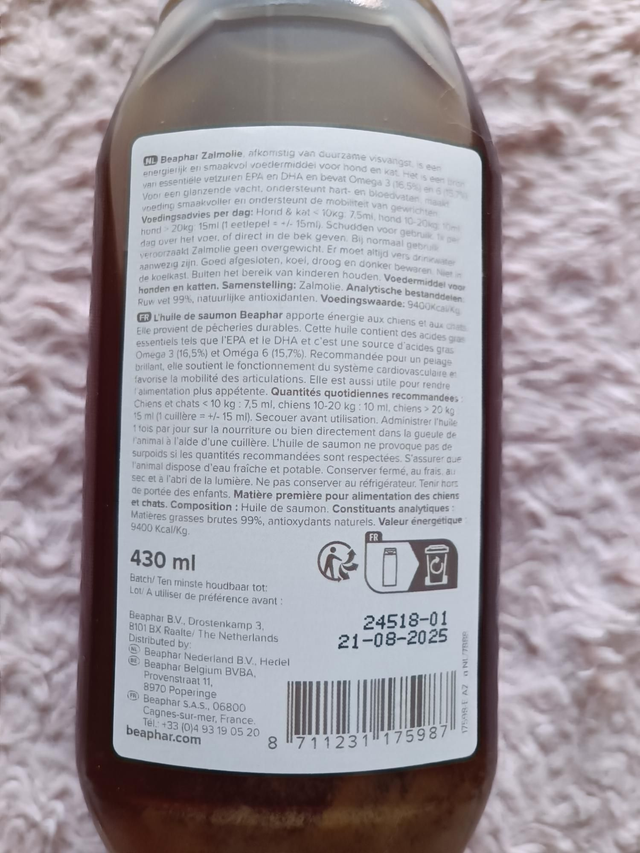 NL Beaphar Zalmolie, afkomstig van duurzame visvangst, is een
energierijk en smaakvol voedermiddel voor hond en kat. Het is een bron
van essentiële vetzuren EPA en DHA en bevat Omega 3 (16,5%) en 6 (15,7%).
Voor een glanzende vacht, ondersteunt hart- en bloedvaten, maakt
voeding smaakvoller en ondersteunt de mobiliteit van gewrichten.
Voedingsadvies per dag: Hond & kat < 10kg: 7,5ml, hond 10-20kg: 10ml
hond > 20kg: 15ml (1 eetlepel = +/- 15ml). Schudden voor gebruik. 1x per
dag over het voer, of direct in de bek geven. Bij normaal gebruik
veroorzaakt Zalmolie geen overgewicht. Er moet altijd vers drinkwater
aanwezig zijn. Goed afgesloten, koel, droog en donker bewaren. Niet in
de koelkast. Buiten het bereik van kinderen houden. Voedermiddel voor
honden en katten. Samenstelling: Zalmolie. Analytische bestanddelen:
Ruw vet 99%, natuurlijke antioxidanten. Voedingswaarde: 9400Kcal/Kg
FR L'huile de saumon Beaphar apporte énergie aux chiens et aux chats.
Elle provient de pêcheries durables. Cette huile contient des acides gras
essentiels tels que l'EPA et le DHA et c'est une source d'acides gras
Omega 3 (16,5%) et Oméga 6 (15,7%). Recommandée pour un pelage
brillant, elle soutient le fonctionnement du système cardiovasculaire et
favorise la mobilité des articulations. Elle est aussi utile pour rendre
l'alimentation plus appétente. Quantités quotidiennes recommandées :
Chiens et chats < 10 kg : 7,5 ml, chiens 10-20 kg : 10 ml, chiens > 20 kg :
15 ml (1 cuillère = +/- 15 ml). Secouer avant utilisation. Administrer l'huile
1 fois par jour sur la nourriture ou bien directement dans la gueule de
l'animal à l'aide d'une cuillère. L'huile de saumon ne provoque pas de
surpoids si les quantités recommandées sont respectées. S'assurer que
l'animal dispose d'eau fraîche et potable. Conserver fermé, au frais, au
sec et à l'abri de la lumière. Ne pas conserver au réfrigérateur. Tenir hors
de portée des enfants. Matière première pour alimentation des chiens
et chats. Composition : Huile de saumon. Constituants analytiques :
Matières grasses brutes 99%, antioxydants naturels. Valeur énergétique :
9400 Kcal/Kg.
430 ml
FR
Batch/ Ten minste houdbaar tot:
Lot/ A utiliser de préférence avant :
24518-01
21-08-2025
Beaphar B.V., Drostenkamp 3,
8101 BX Raalte/ The Netherlands
Distributed by:
NL Beaphar Nederland B.V., Hedel
BE Beaphar Belgium BVBA,
Provenstraat 11,
8970 Poperinge
FR Beaphar S.A.S., 06800
Cagnes-sur-mer, France.
Tél.: +33 (0)4 93 19 05 20
beaphar.com
8 711231 175987